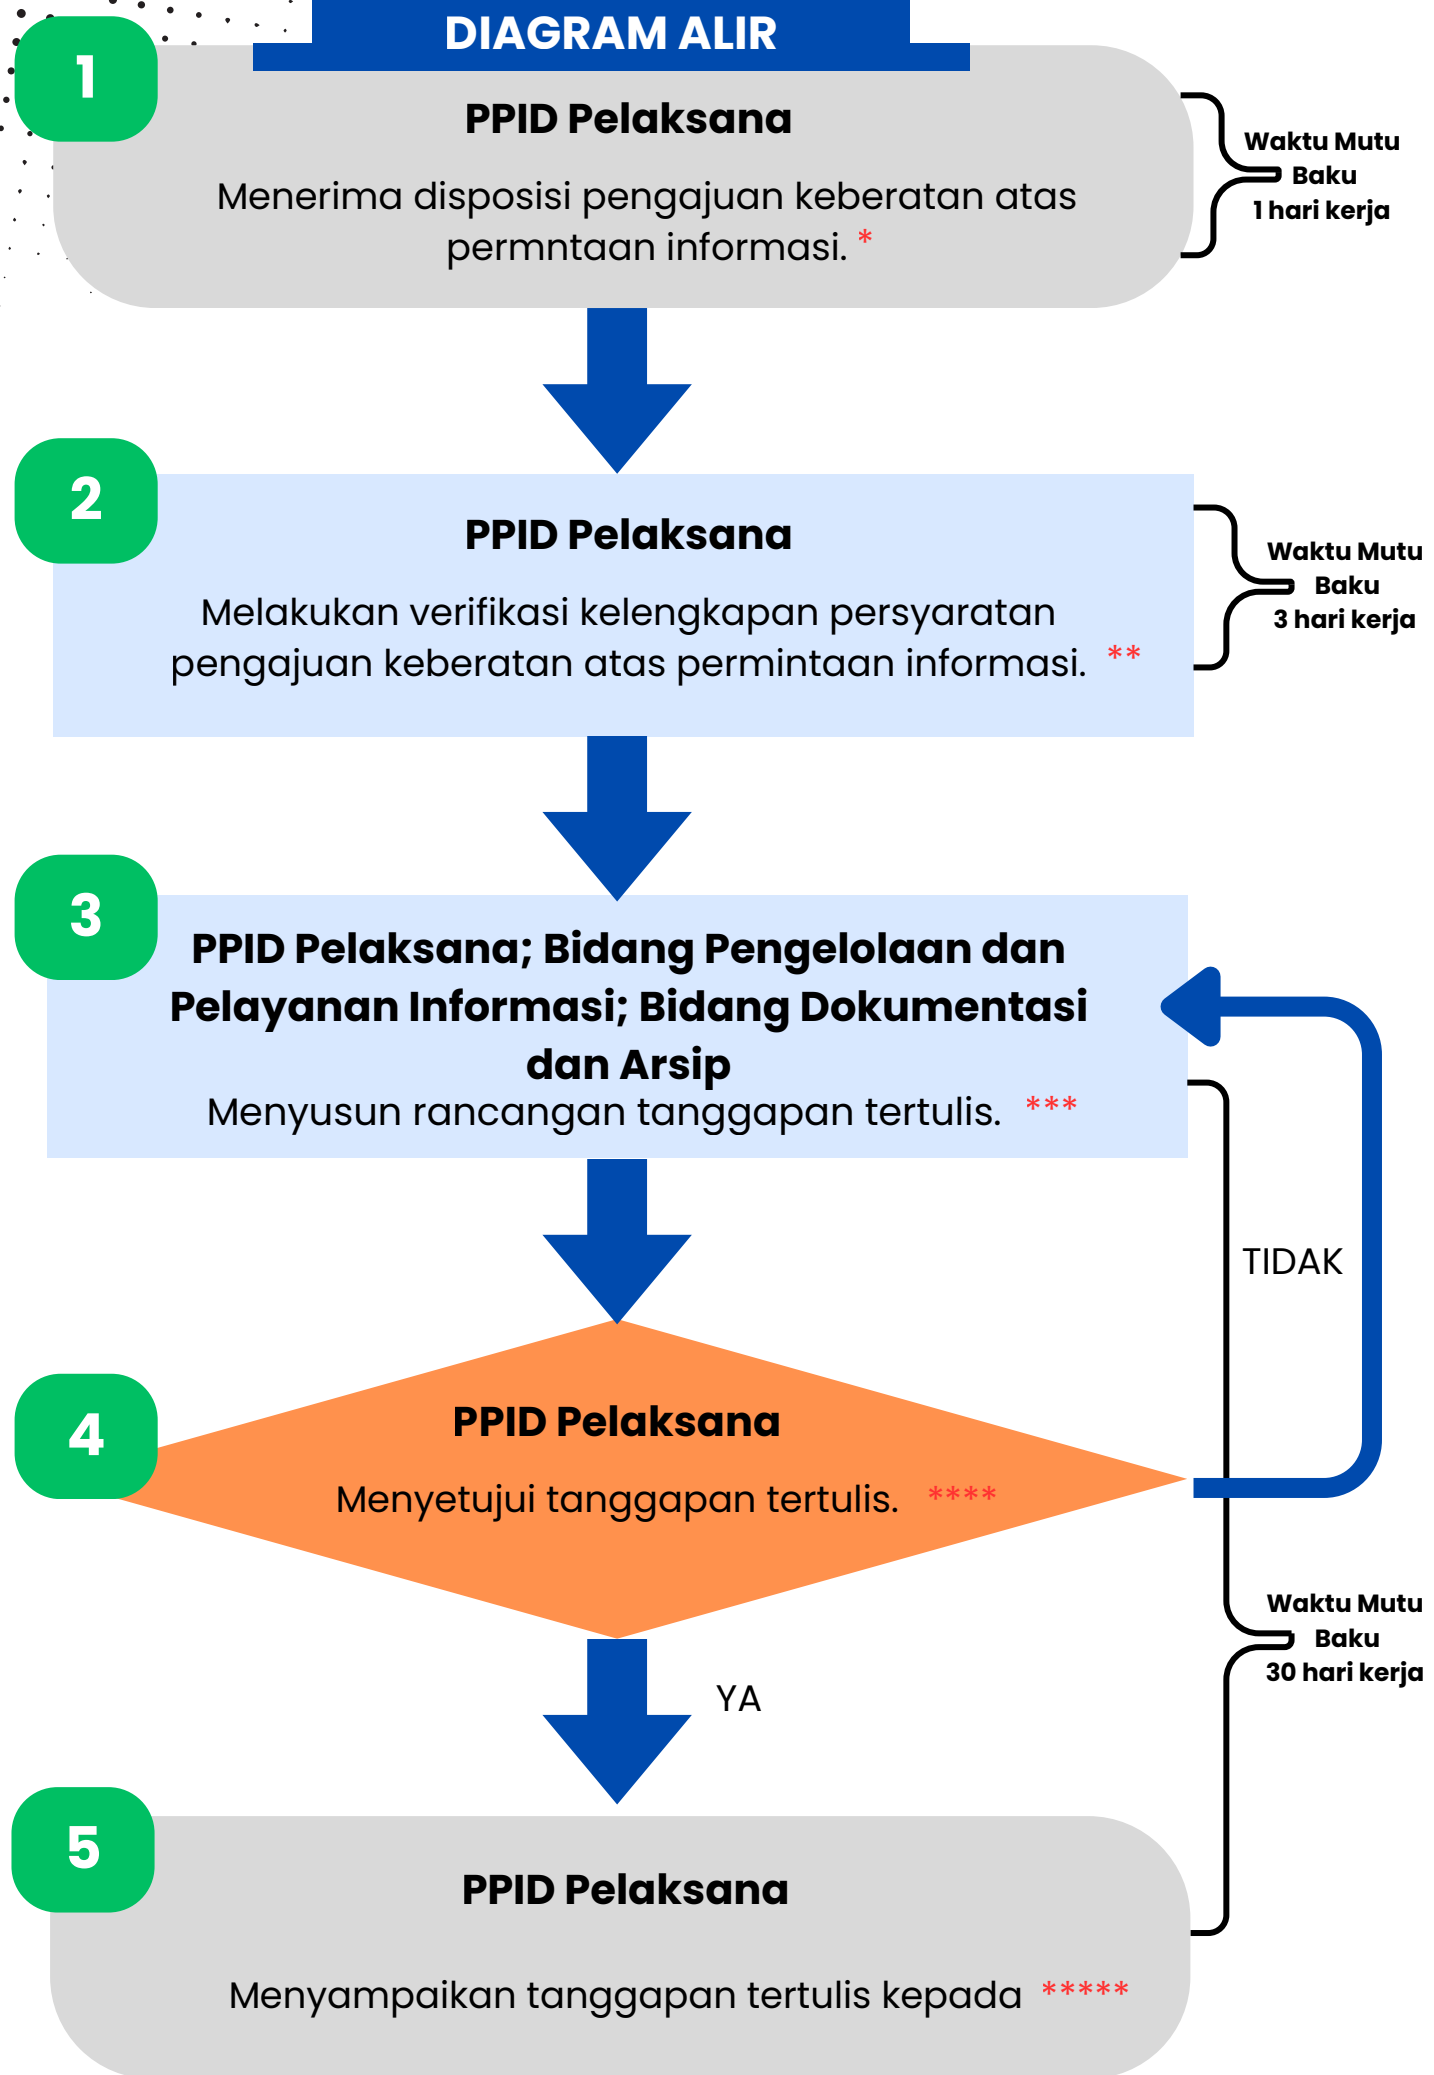 DIAGRAM ALIR
1
PPID Pelaksana
Menerima disposisi pengajuan keberatan atas
permntaan informasi. *
Waktu Mutu
Baku
1 hari kerja
2
PPID Pelaksana
Melakukan verifikasi kelengkapan persyaratan
pengajuan keberatan atas permintaan informasi. **
Waktu Mutu
Baku
3 hari kerja
3
PPID Pelaksana; Bidang Pengelolaan dan
Pelayanan Informasi; Bidang Dokumentasi
dan Arsip
Menyusun rancangan tanggapan tertulis. ***
TIDAK
4
PPID Pelaksana
Menyetujui tanggapan tertulis. ****
Waktu Mutu
Baku
30 hari kerja
YA
5
PPID Pelaksana
Menyampaikan tanggapan tertulis kepada *****